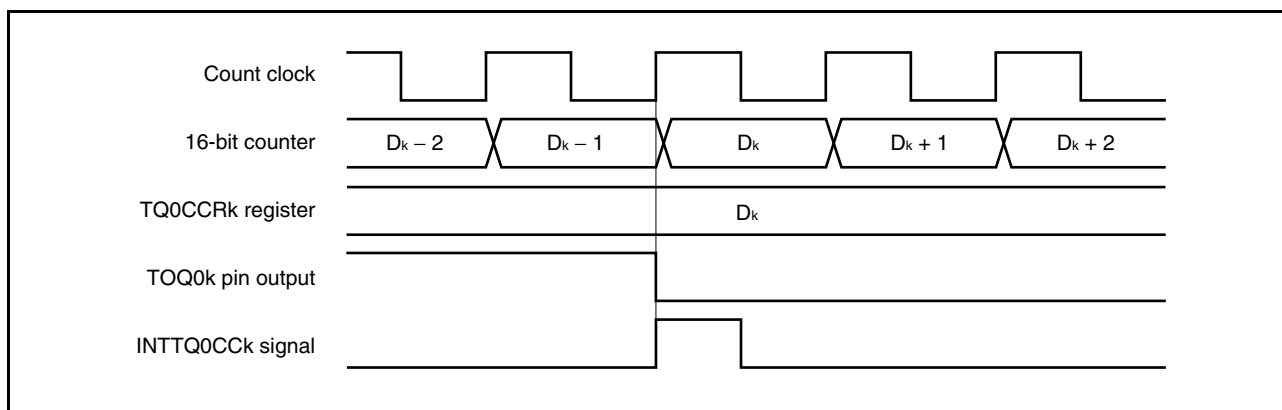 Count clock
16-bit counter Dk − 2 Dk − 1 Dk Dk + 1 Dk + 2
TQ0CCRk register Dk
TOQ0k pin output
INTTQ0CCk signal